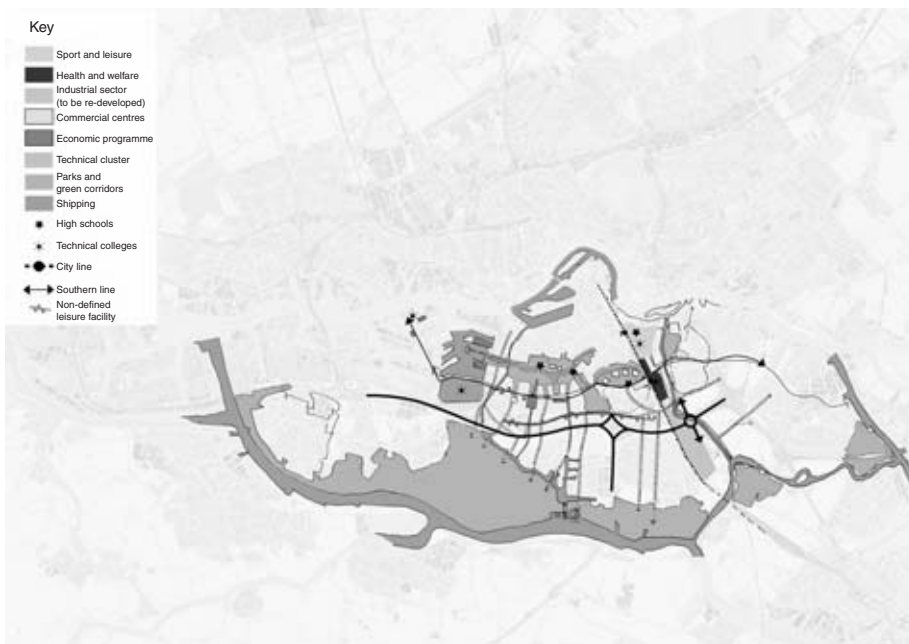 Key
Sport and leisure
Health and welfare
Industrial sector
(to be re-developed)
Commercial centres
Economic programme
Technical cluster
Parks and
green corridors
Shipping
High schools
Technical colleges
City line
Southern line
Non-defined
leisure facility